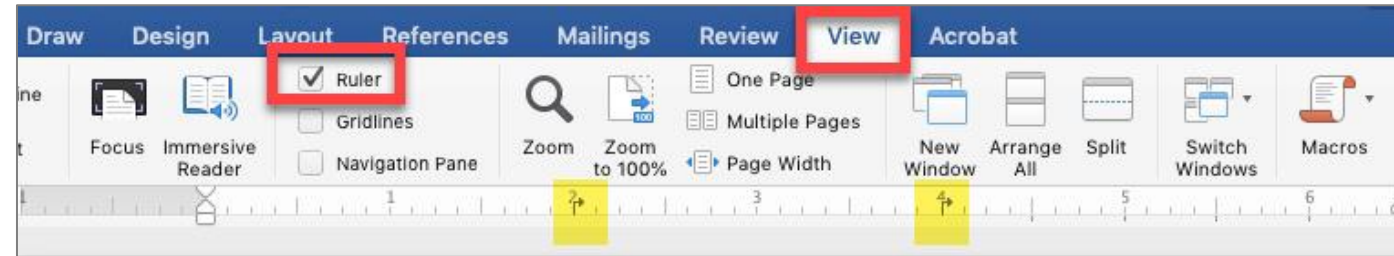 Draw Design Layout References Mailings Review View Acrobat
ine
t
Focus
Immersive
Reader
Ruler
Gridlines
Navigation Pane
Zoom
Zoom
to 100%
100
One Page
Multiple Pages
Page Width
New
Window
Arrange
All
Split
Switch
Windows
Macros
1 1 2 3 4 5 6